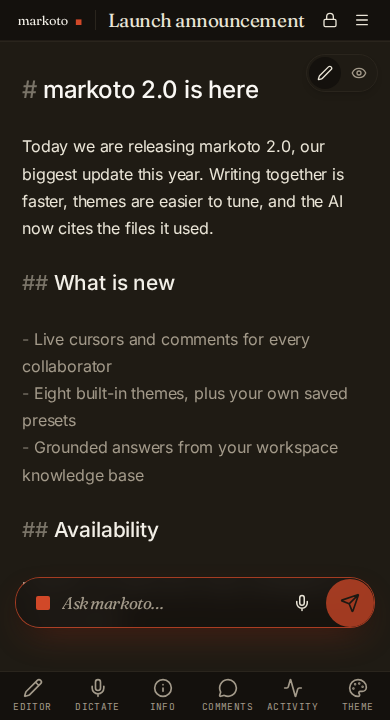 markoto
Launch announcement
# markoto 2.0 is here
Today we are releasing markoto 2.0, our
biggest update this year. Writing together is
faster, themes are easier to tune, and the AI
now cites the files it used.
## What is new
- Live cursors and comments for every
collaborator
- Eight built-in themes, plus your own saved
presets
- Grounded answers from your workspace
knowledge base
## Availability
Ask markoto...
EDITOR DICTATE INFO COMMENTS ACTIVITY THEME